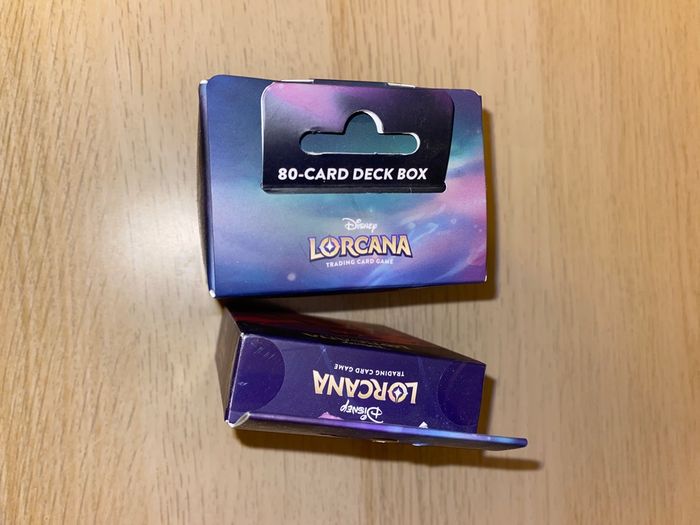 80-CARD DECK BOX
Disney
LORCANA
TRADING CARD GAME
Disney
LORCANA
TRADING CARD GAME